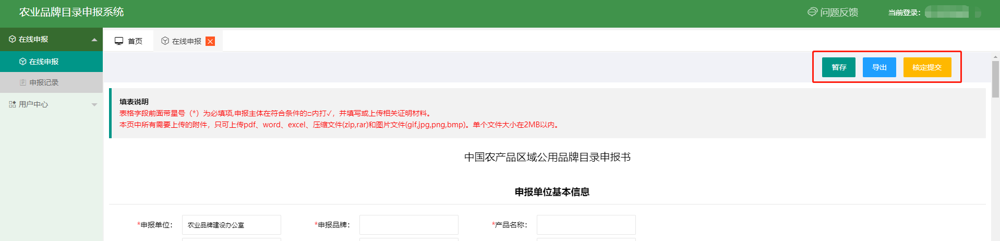 农业品牌目录申报系统
问题反馈
当前登录：
在线申报
首页
在线申报
在线申报
暂存
导出
核定提交
申报记录
用户中心
填表说明
表格字段前面带星号（*）为必填项,申报主体在符合条件的□内打✓，并填写或上传相关证明材料。
本页中所有需要上传的附件，只可上传pdf、word、excel、压缩文件(zip,rar)和图片文件(gif,jpg,png,bmp)。单个文件大小在2MB以内。
中国农产品区域公用品牌目录申报书
申报单位基本信息
*申报单位：
农业品牌建设办公室
*申报品牌：
*产品名称：